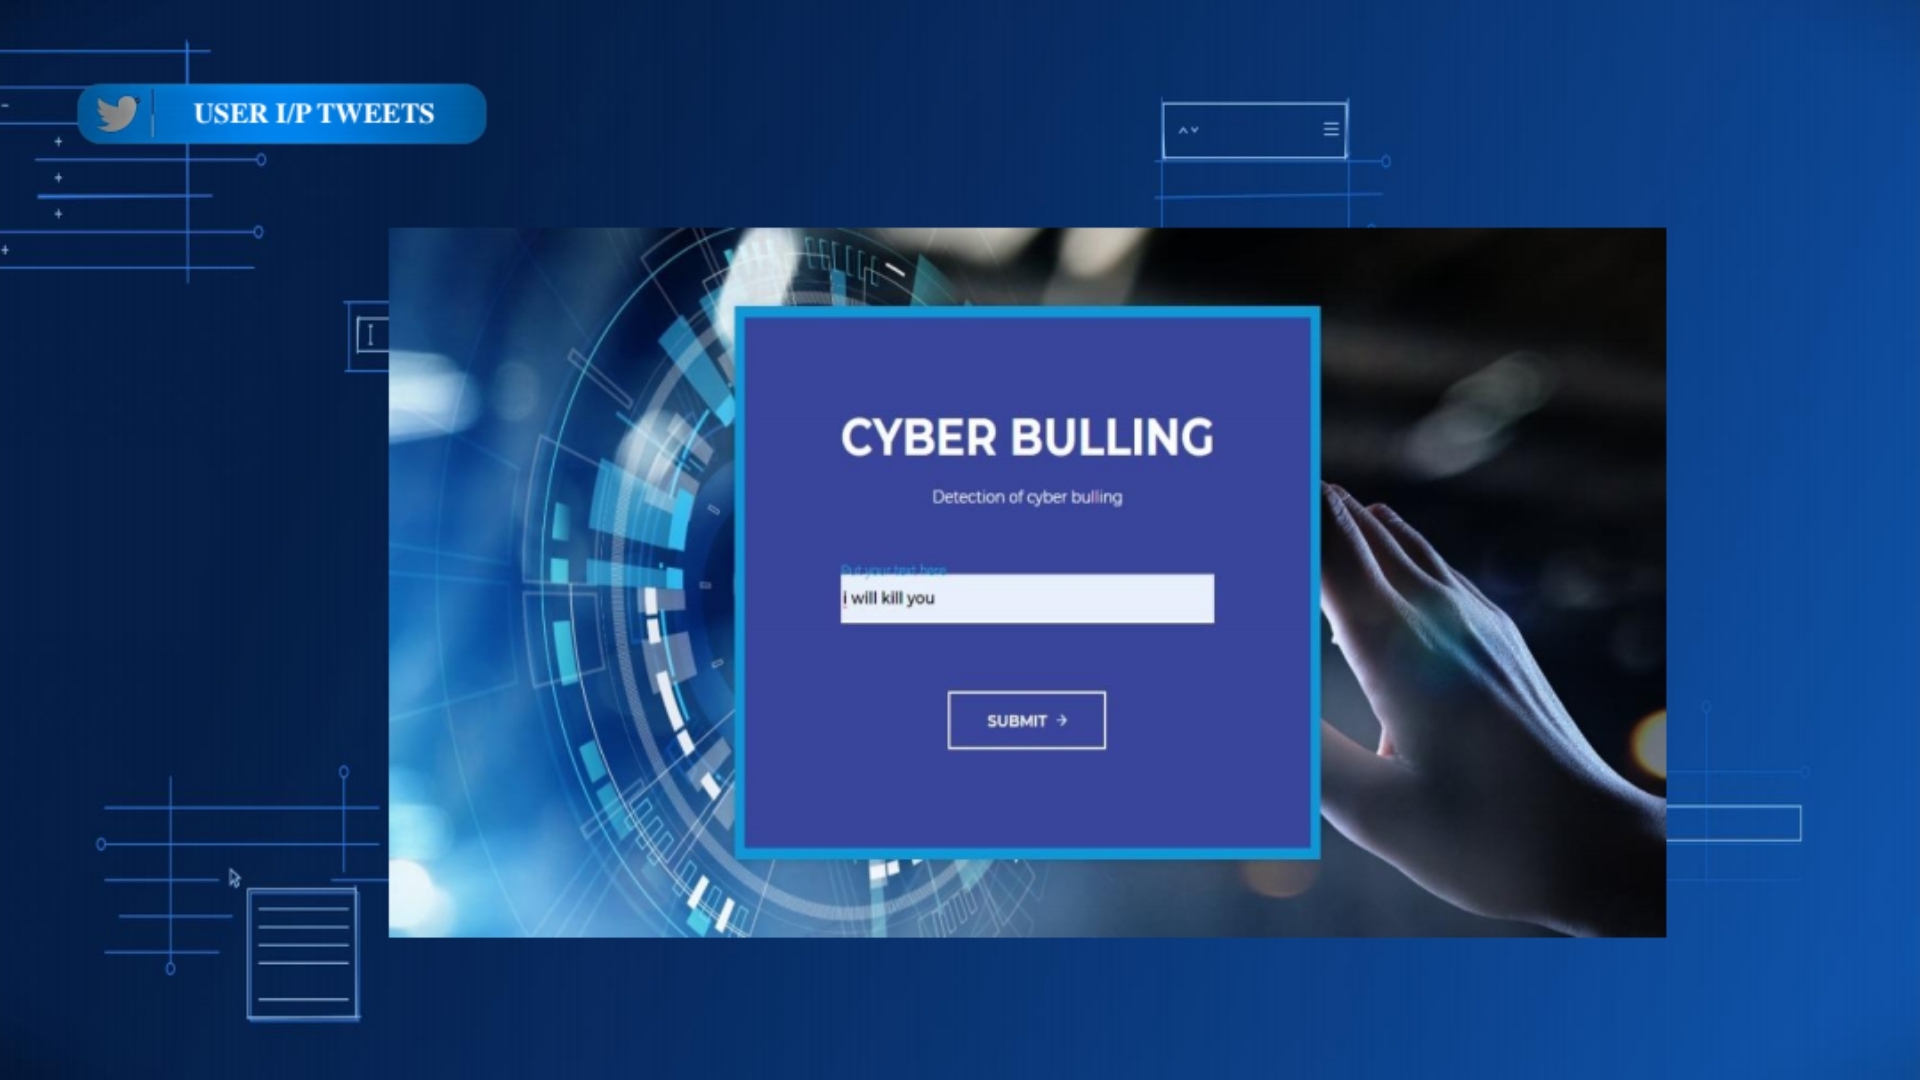 USER I/P TWEETS
CYBER BULLING
Detection of cyber bulling
Put your text here
i will kill you
SUBMIT →